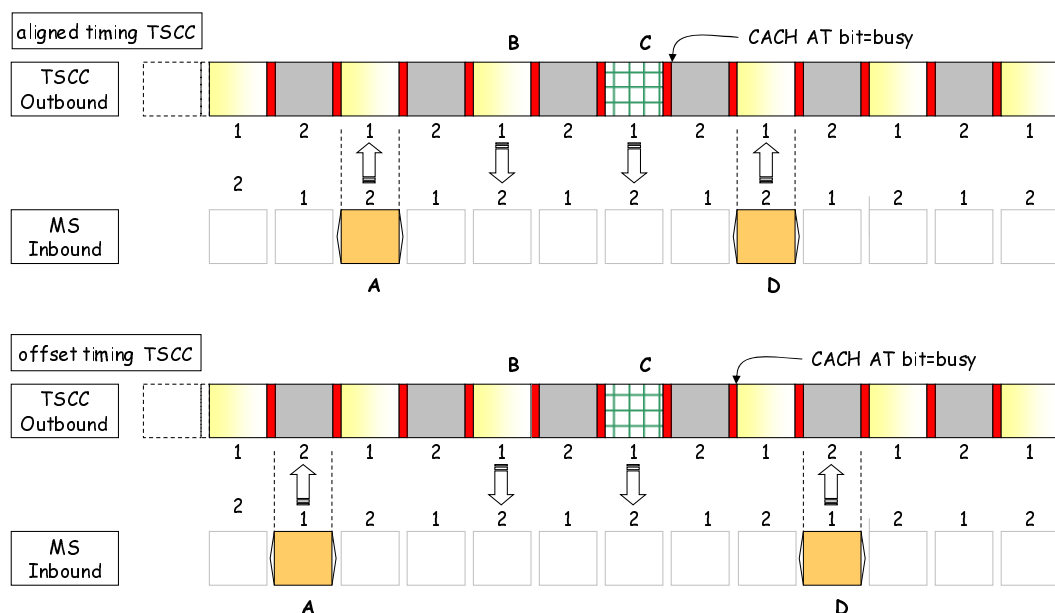 aligned timing TSCC
B
C
CACH AT bit=busy
TSCC
Outbound
1 2 1 2 1 2 1 2 1 2 1 2 1
2 1 2 1 2 1 2 1 2 1 2 1 2
MS
Inbound
A
D
offset timing TSCC
B
C
CACH AT bit=busy
TSCC
Outbound
1 2 1 2 1 2 1 2 1 2 1 2 1
2 1 2 1 2 1 2 1 2 1 2 1 2
MS
Inbound
A
D